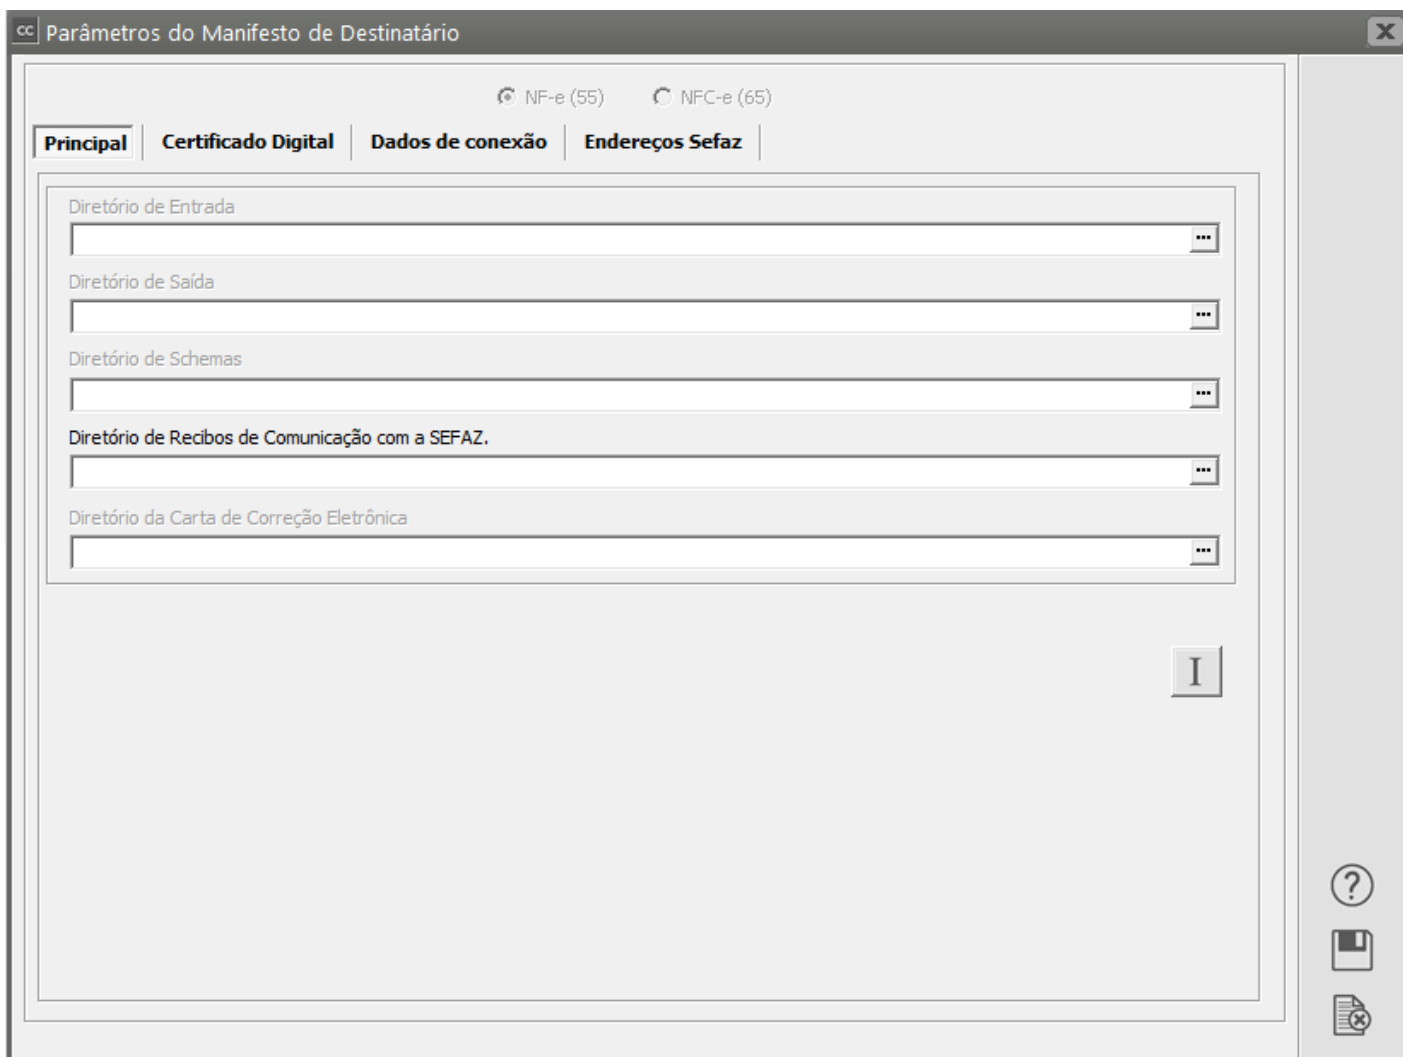 cc Parâmetros do Manifesto de Destinatário X
NF-e (55) NFC-e (65)
Principal Certificado Digital Dados de conexão Endereços Sefaz
Diretório de Entrada
...
Diretório de Saída
...
Diretório de Schemas
...
Diretório de Recibos de Comunicação com a SEFAZ.
...
Diretório da Carta de Correção Eletrônica
...
I
?